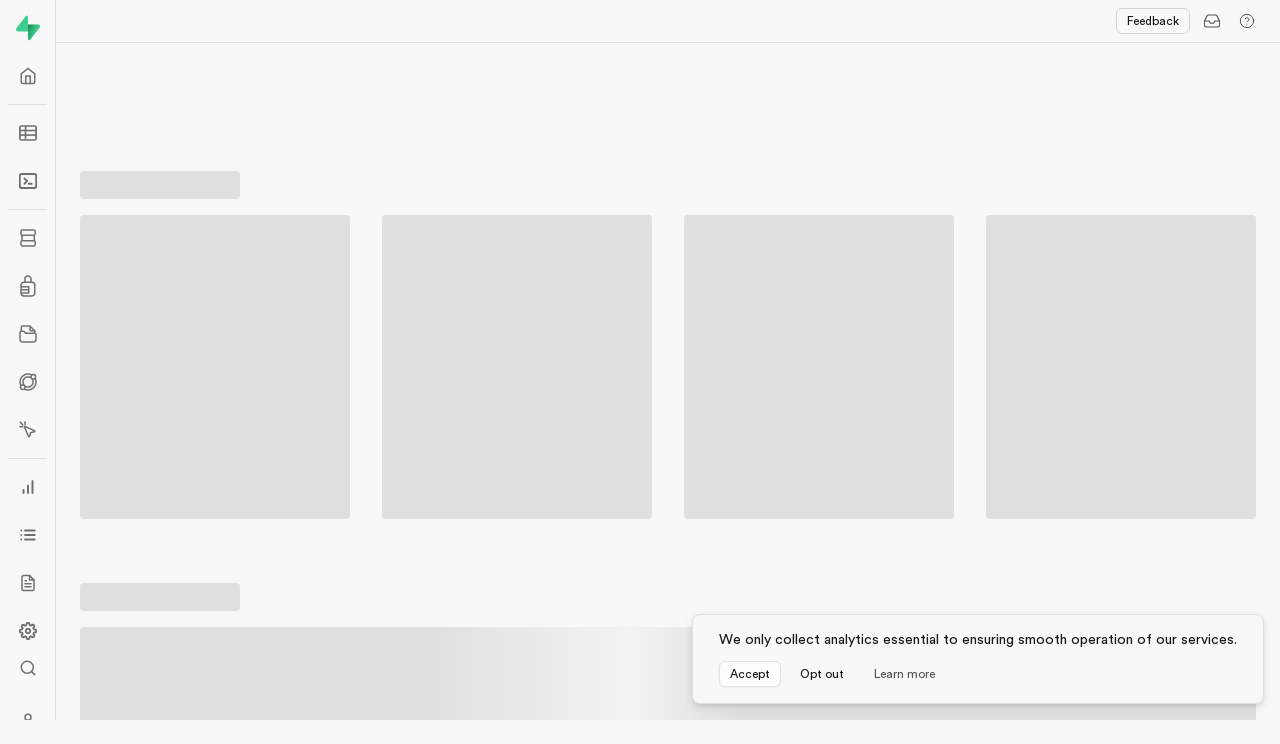 Feedback
We only collect analytics essential to ensuring smooth operation of our services.
Accept Opt out Learn more